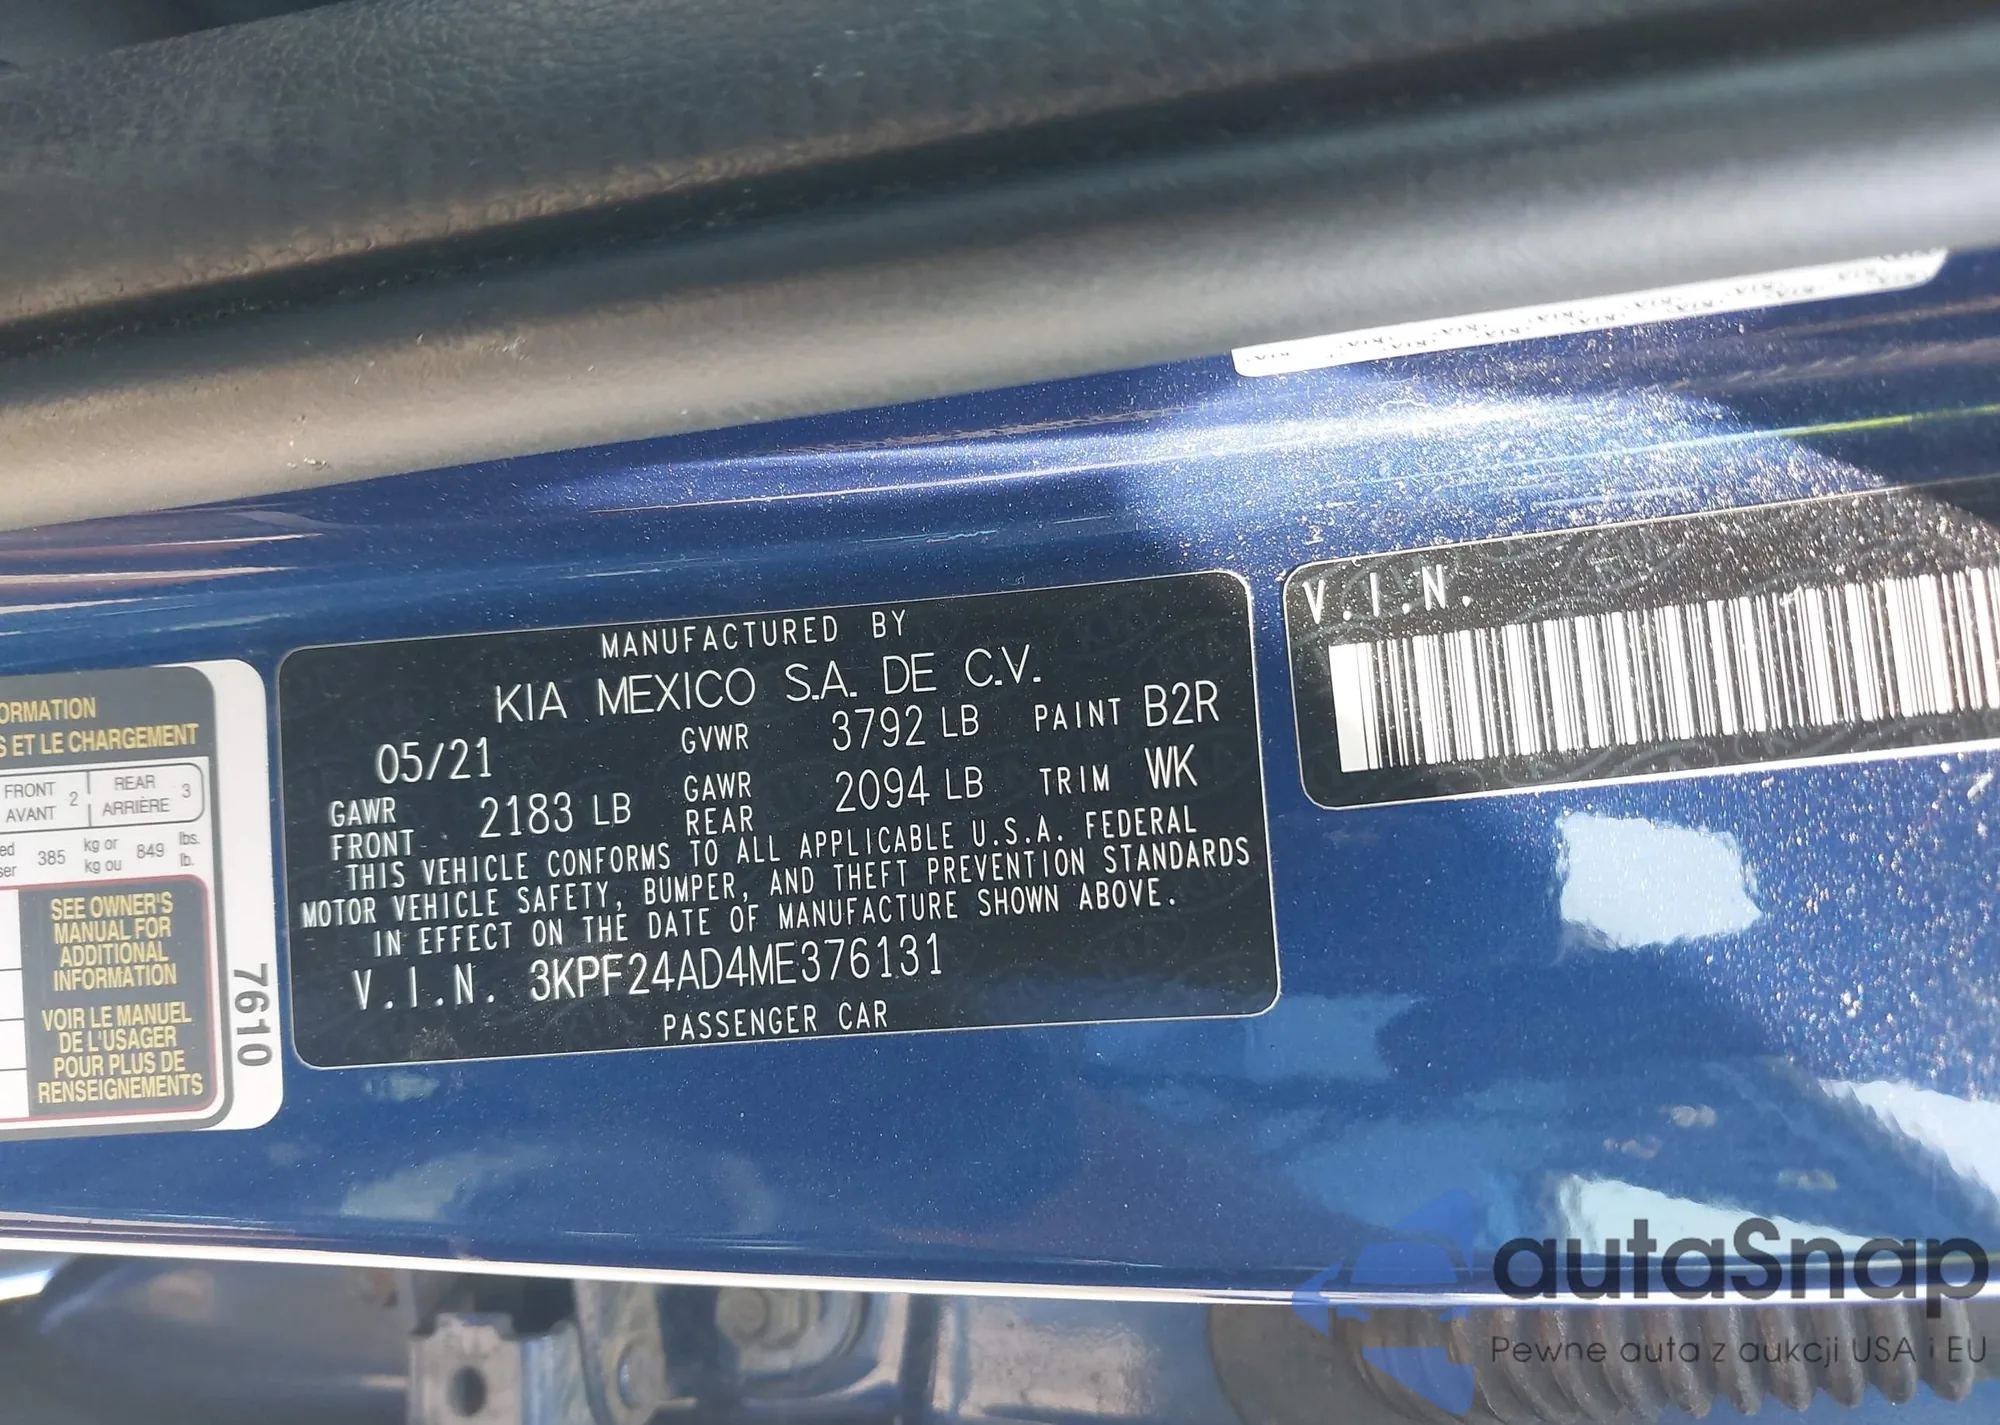 ORMATION
S ET LE CHARGEMENT
FRONT
AVANT 2
REAR
ARRIÈRE 3
385 kg or
kg ou 849 lbs.
lb.
SEE OWNER'S
MANUAL FOR
ADDITIONAL
INFORMATION
VOIR LE MANUEL
DE L'USAGER
POUR PLUS DE
RENSEIGNEMENTS
7610
MANUFACTURED BY
KIA MEXICO S.A. DE C.V.
05/21 GVWR 3792 LB PAINT B2R
GAWR
FRONT 2183 LB GAWR
REAR 2094 LB TRIM WK
THIS VEHICLE CONFORMS TO ALL APPLICABLE U.S.A. FEDERAL
MOTOR VEHICLE SAFETY, BUMPER, AND THEFT PREVENTION STANDARDS
IN EFFECT ON THE DATE OF MANUFACTURE SHOWN ABOVE.
V.I.N. 3KPF24AD4ME376131
PASSENGER CAR
V.I.N.
autaSnap
Pewne auta z aukcji USA i EU